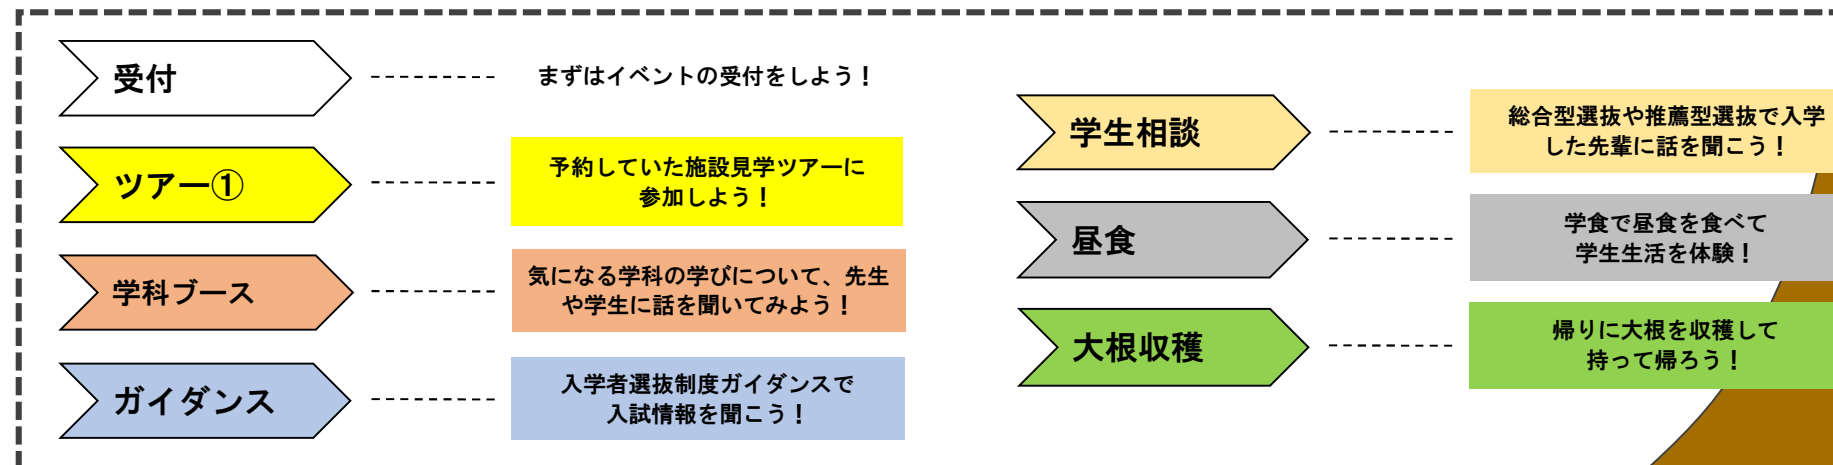 受付
まずはイベントの受付をしよう！
ツアー①
予約していた施設見学ツアーに
参加しよう！
学科ブース
気になる学科の学びについて、先生
や学生に話を聞いてみよう！
ガイダンス
入学者選抜制度ガイダンスで
入試情報を聞こう！
学生相談
総合型選抜や推薦型選抜で入学
した先輩に話を聞こう！
昼食
学食で昼食を食べて
学生生活を体験！
大根収穫
帰りに大根を収穫して
持って帰ろう！